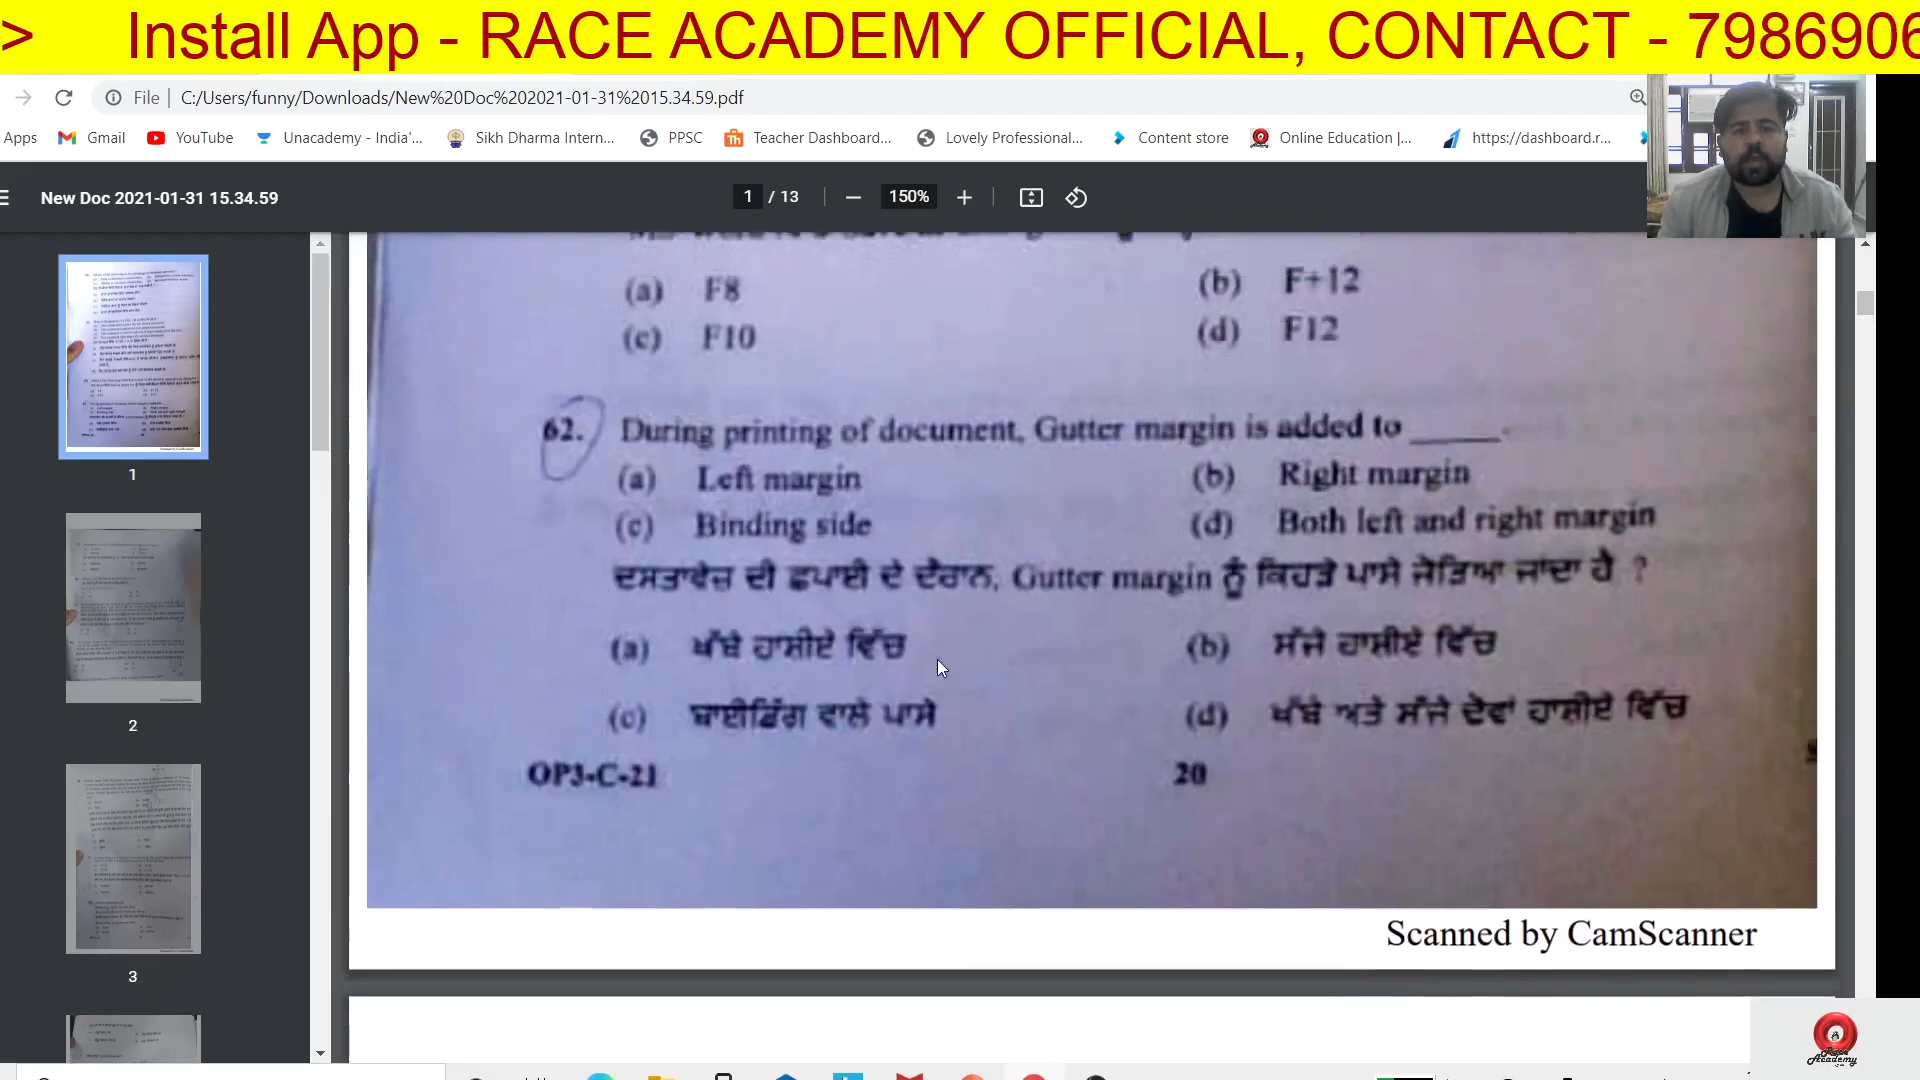 > Install App - RACE ACADEMY OFFICIAL, CONTACT - 7986906
File C:/Users/funny/Downloads/New%20Doc%202021-01-31%2015.34.59.pdf
Apps Gmail YouTube Unacademy - India'... Sikh Dharma Intern... PPSC Teacher Dashboard... Lovely Professional... Content store Online Education |... https://dashboard.r...
New Doc 2021-01-31 15.34.59
1 / 13
150%
(a) F8
(b) F+12
(c) F10
(d) F12
62. During printing of document, Gutter margin is added to ______.
(a) Left margin
(b) Right margin
(c) Binding side
(d) Both left and right margin
ਦਸਤਾਵੇਜ਼ ਦੀ ਛਪਾਈ ਦੇ ਦੌਰਾਨ, Gutter margin ਨੂੰ ਕਿਹੜੇ ਪਾਸੇ ਜੋੜਿਆ ਜਾਂਦਾ ਹੈ ?
(a) ਖੱਬੇ ਹਾਸ਼ੀਏ ਵਿੱਚ
(b) ਸੱਜੇ ਹਾਸ਼ੀਏ ਵਿੱਚ
(c) ਬਾਈਡਿੰਗ ਵਾਲੇ ਪਾਸੇ
(d) ਖੱਬੇ ਅਤੇ ਸੱਜੇ ਦੋਵਾਂ ਹਾਸ਼ੀਏ ਵਿੱਚ
OP3-C-21
20
Scanned by CamScanner
1
2
3
Race
Academy